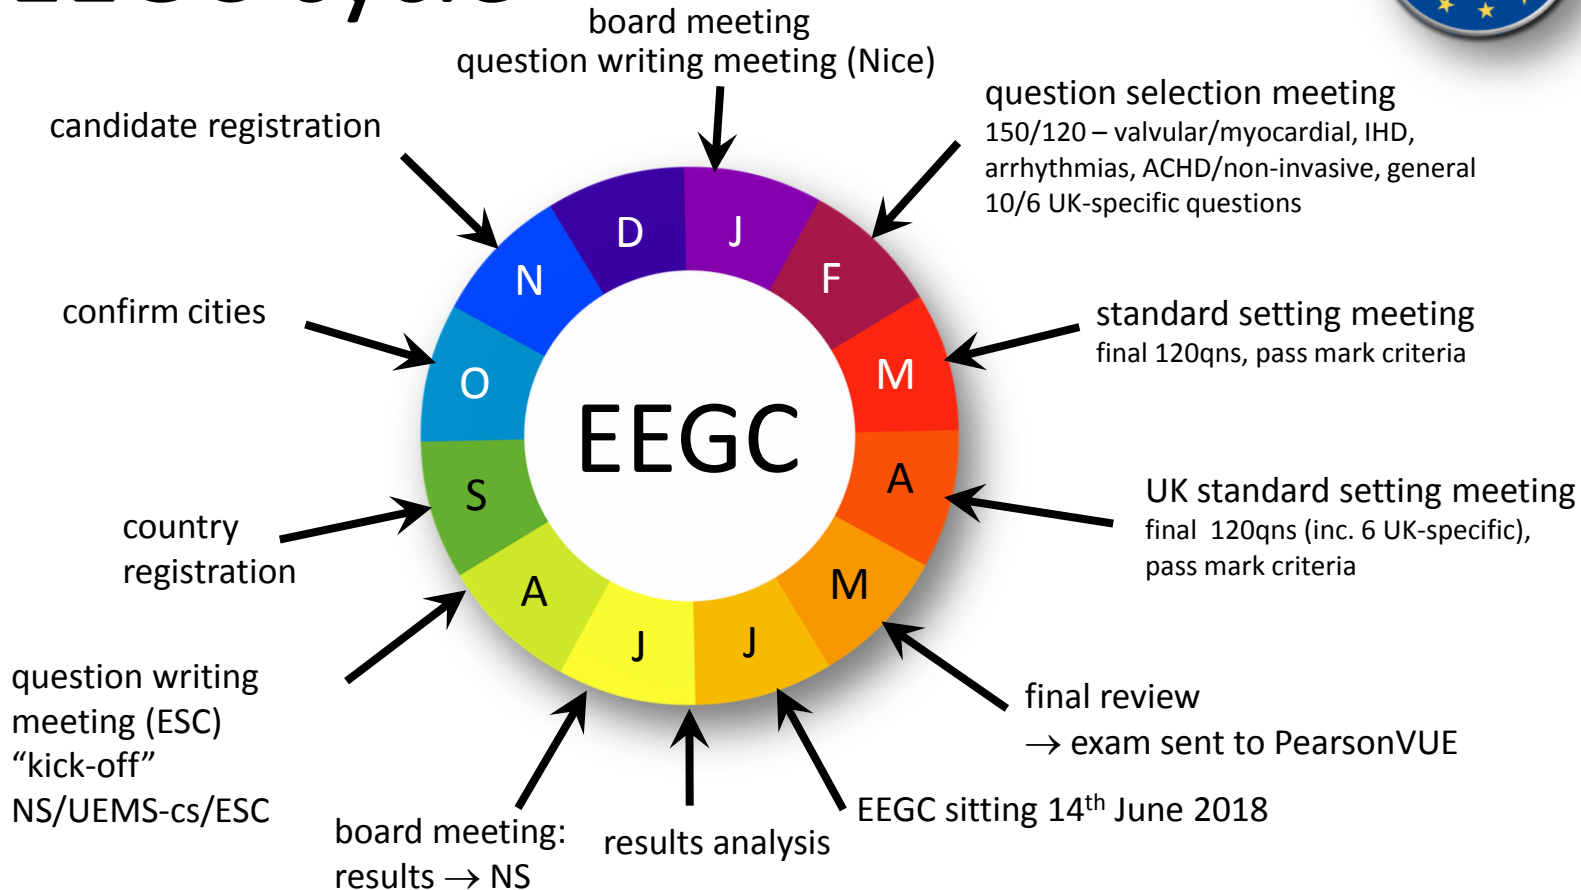 board meeting
question writing meeting (Nice)
question selection meeting
150/120 – valvular/myocardial, IHD,
arrhythmias, ACHD/non-invasive, general
10/6 UK-specific questions
candidate registration
confirm cities
standard setting meeting
final 120qns, pass mark criteria
UK standard setting meeting
final 120qns (inc. 6 UK-specific),
pass mark criteria
country
registration
question writing
meeting (ESC)
“kick-off”
NS/UEMS-cs/ESC
final review
→ exam sent to PearsonVUE
EEGC sitting 14th June 2018
results analysis
board meeting:
results → NS
J
F
M
A
M
J
J
A
S
O
N
D
EEGC